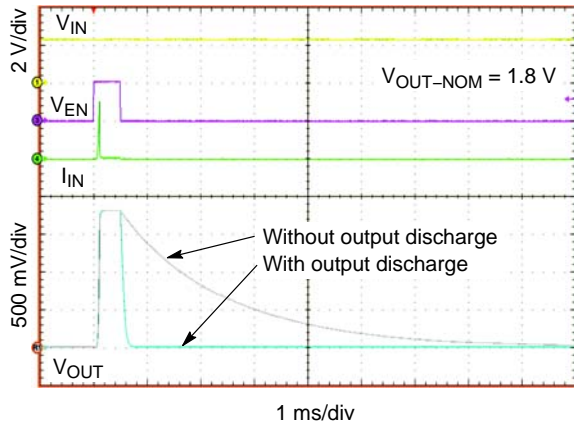 V_IN
2 V/div
V_OUT−NOM = 1.8 V
V_EN
I_IN
Without output discharge
With output discharge
500 mV/div
V_OUT
1 ms/div